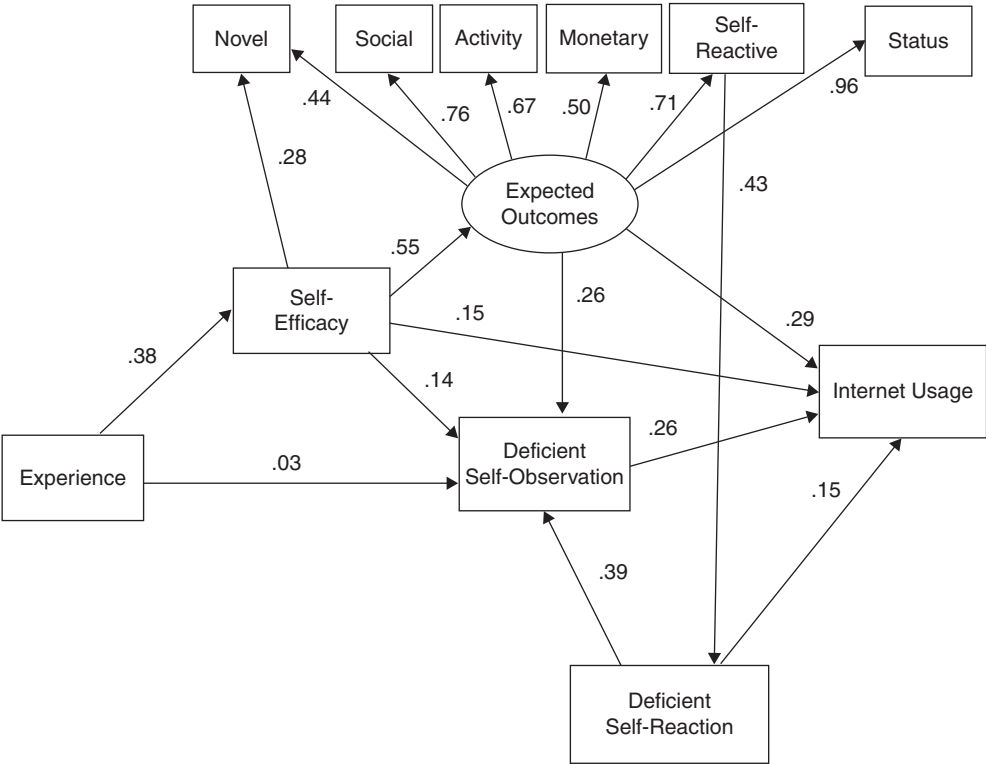 Novel
Social
Activity
Monetary
Self-
Reactive
Status
.44
.76
.67
.50
.71
.96
.28
.43
Expected
Outcomes
.55
.26
Self-
Efficacy
.15
.29
.38
.14
Internet Usage
Deficient
Self-Observation
.26
Experience
.03
.15
.39
Deficient
Self-Reaction